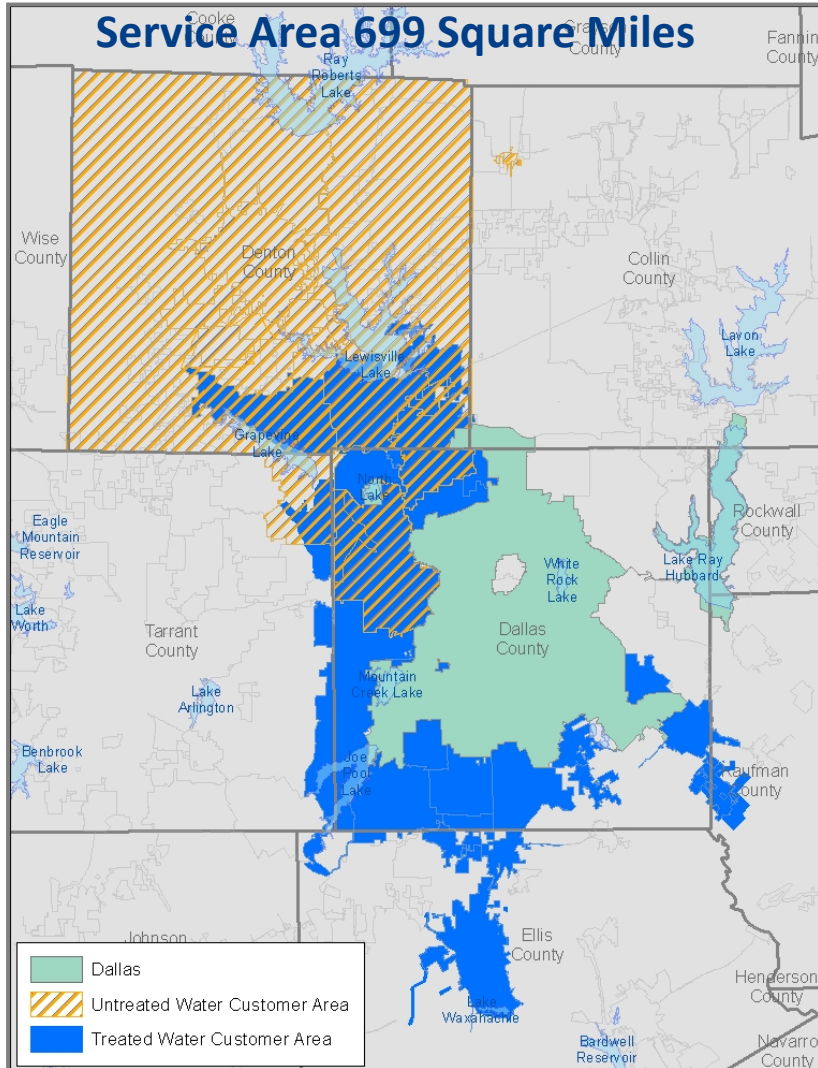 Service Area 699 Square Miles
Cooke
County
Grayson
County
Fannin
County
Ray
Roberts
Lake
Wise
County
Denton
County
Collin
County
Lavon
Lake
Lewisville
Lake
Grapevine
Lake
North
Lake
Eagle
Mountain
Reservoir
Rockwall
County
White
Rock
Lake
Lake Ray
Hubbard
Lake
Worth
Tarrant
County
Dallas
County
Mountain
Creek Lake
Lake
Arlington
Benbrook
Lake
Joe
Pool
Lake
Kaufman
County
Johnson
Ellis
County
Henderson
County
Lake
Waxahachie
Bardwell
Reservoir
Navarro
County
Dallas
Untreated Water Customer Area
Treated Water Customer Area